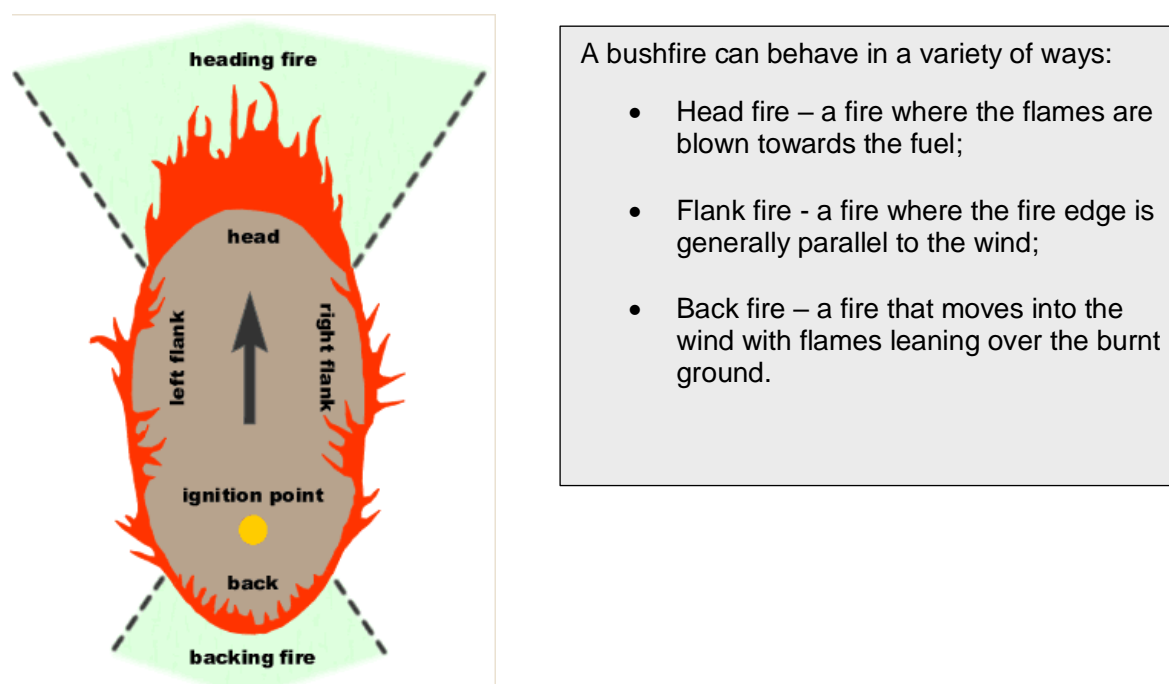 heading fire
head
left flank
right flank
ignition point
back
backing fire
A bushfire can behave in a variety of ways:
• Head fire – a fire where the flames are
blown towards the fuel;
• Flank fire - a fire where the fire edge is
generally parallel to the wind;
• Back fire – a fire that moves into the
wind with flames leaning over the burnt
ground.